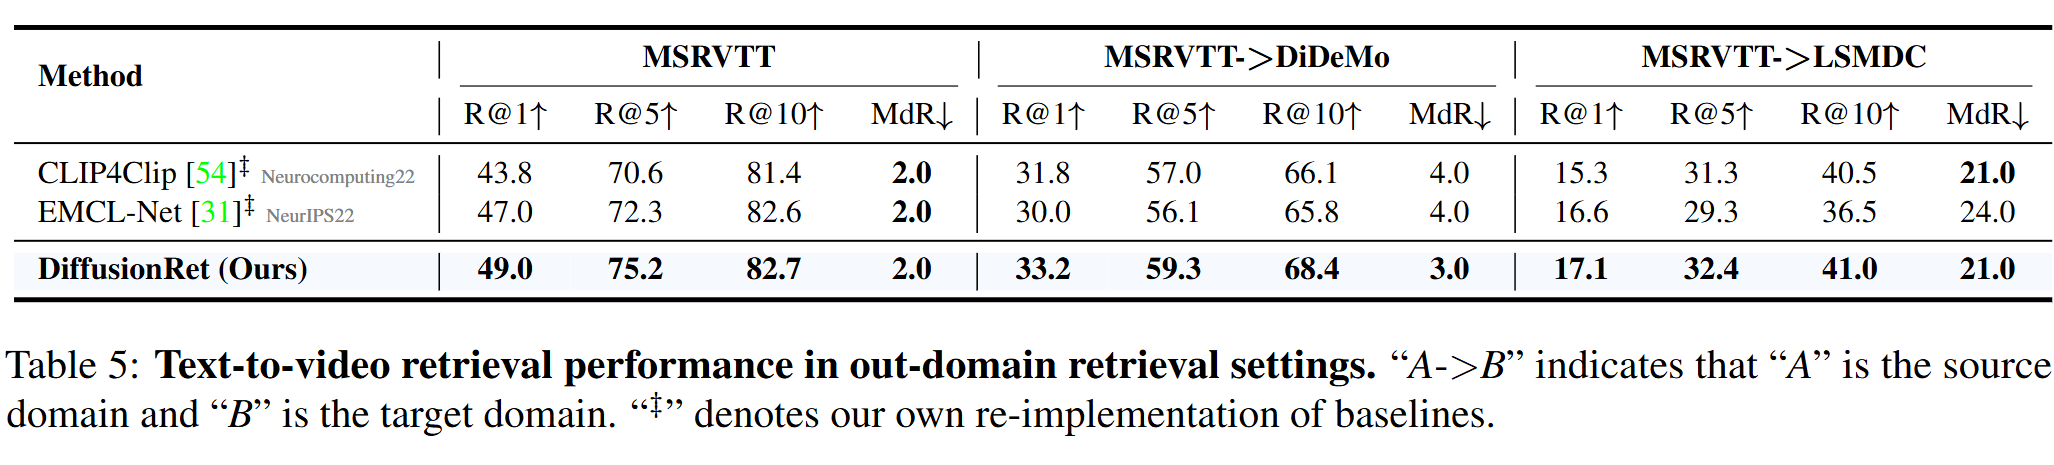 Method MSRVTT MSRVTT->DiDeMo MSRVTT->LSMDC
R@1↑ R@5↑ R@10↑ MdR↓ R@1↑ R@5↑ R@10↑ MdR↓ R@1↑ R@5↑ R@10↑ MdR↓
CLIP4Clip [54]‡ Neurocomputing22 43.8 70.6 81.4 2.0 31.8 57.0 66.1 4.0 15.3 31.3 40.5 21.0
EMCL-Net [31]‡ NeurIPS22 47.0 72.3 82.6 2.0 30.0 56.1 65.8 4.0 16.6 29.3 36.5 24.0
DiffusionRet (Ours) 49.0 75.2 82.7 2.0 33.2 59.3 68.4 3.0 17.1 32.4 41.0 21.0
Table 5: Text-to-video retrieval performance in out-domain retrieval settings. “A->B” indicates that “A” is the source
domain and “B” is the target domain. “‡” denotes our own re-implementation of baselines.